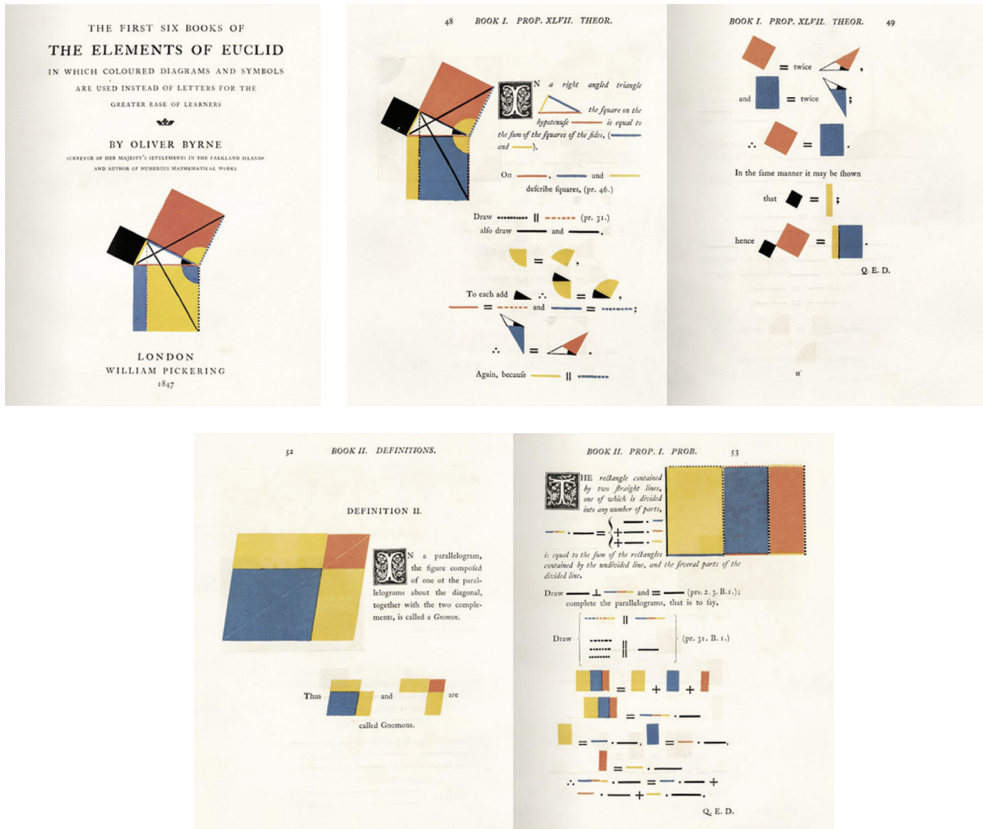 THE FIRST SIX BOOKS OF
THE ELEMENTS OF EUCLID
IN WHICH COLOURED DIAGRAMS AND SYMBOLS
ARE USED INSTEAD OF LETTERS FOR THE
GREATER EASE OF LEARNERS
BY OLIVER BYRNE
SURVEYOR OF HER MAJESTY'S SETTLEMENTS IN THE FALKLAND ISLANDS
AND AUTHOR OF NUMEROUS MATHEMATICAL WORKS
LONDON
WILLIAM PICKERING
1847
48 BOOK I. PROP. XLVII. THEOR.
IN a right angled triangle
the ſquare on the
hypotenuſe is equal to
the ſum of the ſquares of the ſides, (
and ).
On , and
deſcribe ſquares, (pr. 46.)
Draw || (pr. 31.)
alſo draw and .
= ,
To each add ∴ = ,
= and = ;
∴ = .
Again, becauſe ||
BOOK I. PROP. XLVII. THEOR. 49
= twice ,
and = twice ;
∴ = .
In the ſame manner it may be ſhown
that = ;
hence = .
Q. E. D.
H
52 BOOK II. DEFINITIONS.
DEFINITION II.
IN a parallelogram,
the figure compoſed
of one of the paral-
lelograms about the diagonal,
together with the two comple-
ments, is called a Gnomon.
Thus and are
called Gnomons.
BOOK II. PROP. I. PROB. 53
THE rectangle contained
by two ſtraight lines,
one of which is divided
into any number of parts,
· = { · + · + ·
is equal to the ſum of the rectangles
contained by the undivided line, and the ſeveral parts of the
divided line.
Draw ⊥ and = (prs. 2. 3. B. 1.);
complete the parallelograms, that is to ſay,
Draw { || || } (pr. 31. B. 1.)
= + +
= ·
= · , = · ,
= ·
∴ · = · +
· + · .
Q. E. D.